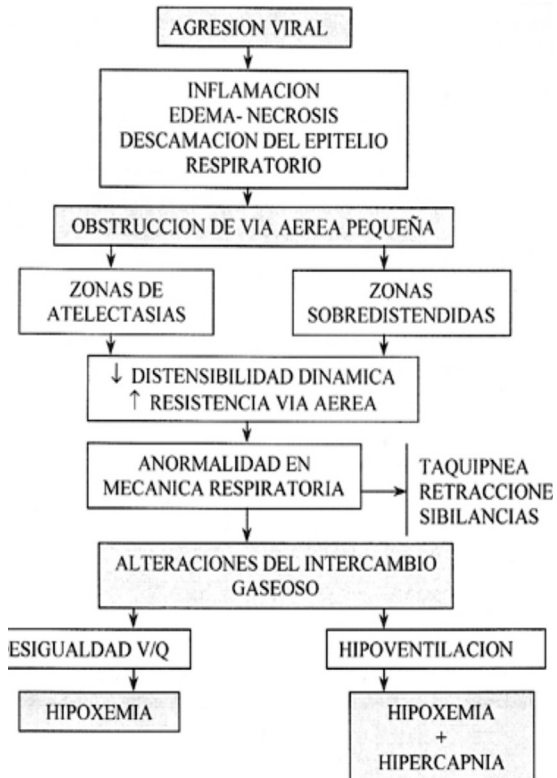 AGRESION VIRAL
INFLAMACION
EDEMA- NECROSIS
DESCAMACION DEL EPITELIO
RESPIRATORIO
OBSTRUCCION DE VIA AEREA PEQUEÑA
ZONAS DE
ATELECTASIAS
ZONAS
SOBREDISTENDIDAS
↓ DISTENSIBILIDAD DINAMICA
↑ RESISTENCIA VIA AEREA
ANORMALIDAD EN
MECANICA RESPIRATORIA
TAQUIPNEA
RETRACCIONE
SIBILANCIAS
ALTERACIONES DEL INTERCAMBIO
GASEOSO
ESIGUALDAD V/Q
HIPOVENTILACION
HIPOXEMIA
HIPOXEMIA
+
HIPERCAPNIA